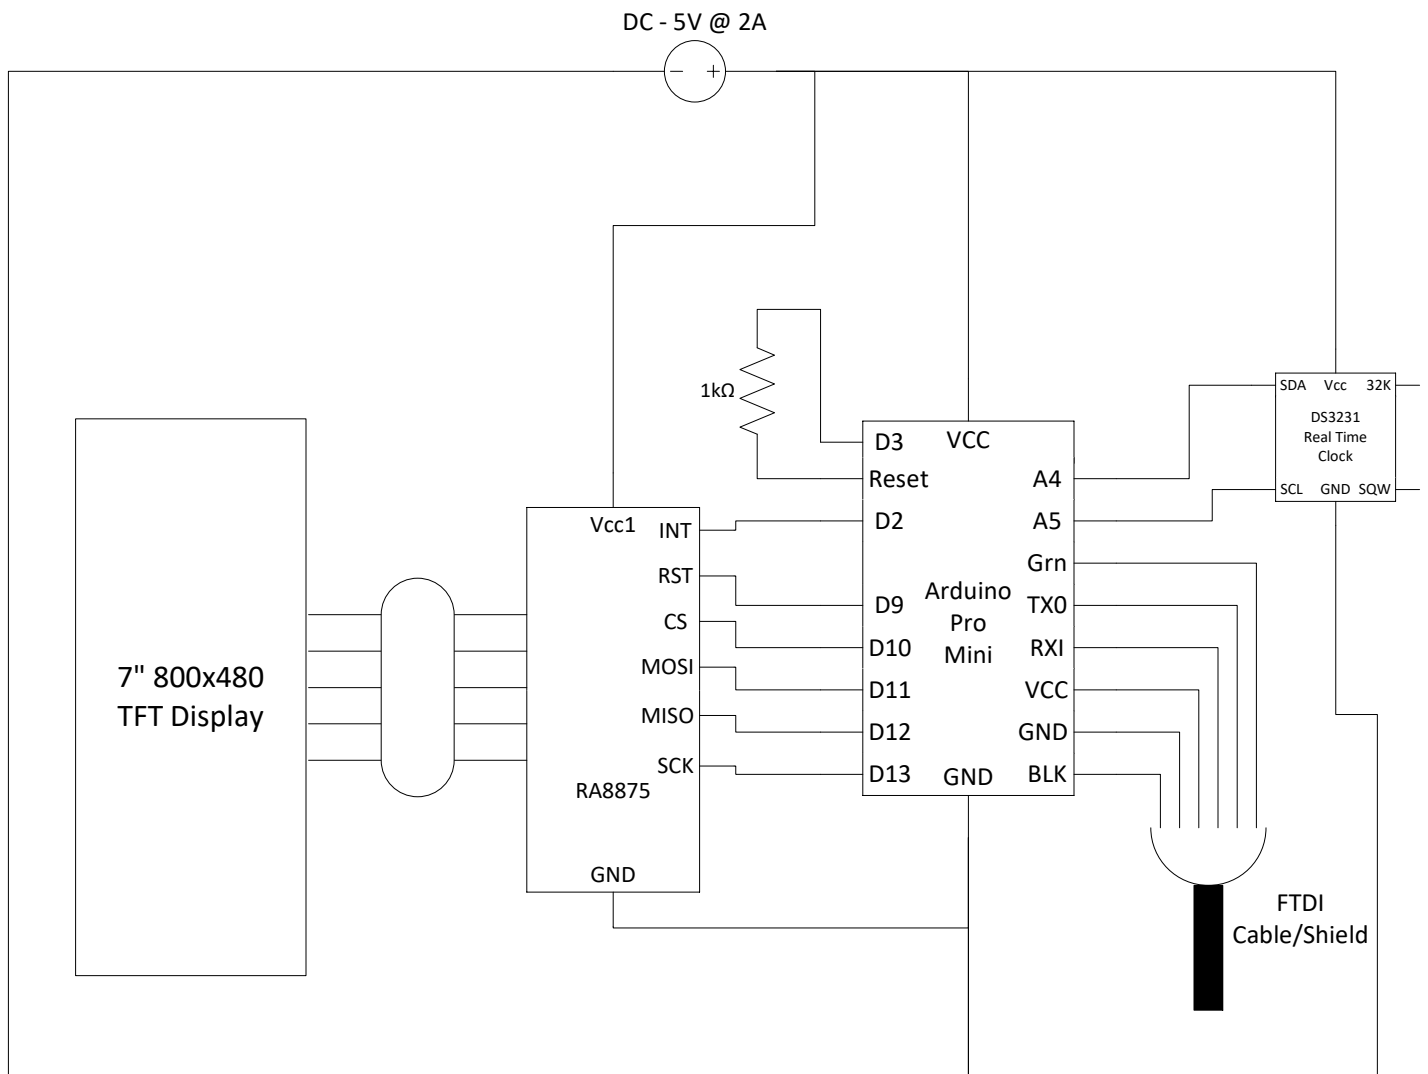 DC - 5V @ 2A
− +
1kΩ
SDA Vcc 32K
DS3231
Real Time
Clock
SCL GND SQW
D3 VCC
Reset A4
D2 A5
Grn
D9 TX0
D10 RXI
D11 VCC
D12 GND
D13 GND BLK
Arduino
Pro
Mini
Vcc1 INT
RST
CS
MOSI
MISO
SCK
RA8875
GND
7" 800x480
TFT Display
FTDI
Cable/Shield